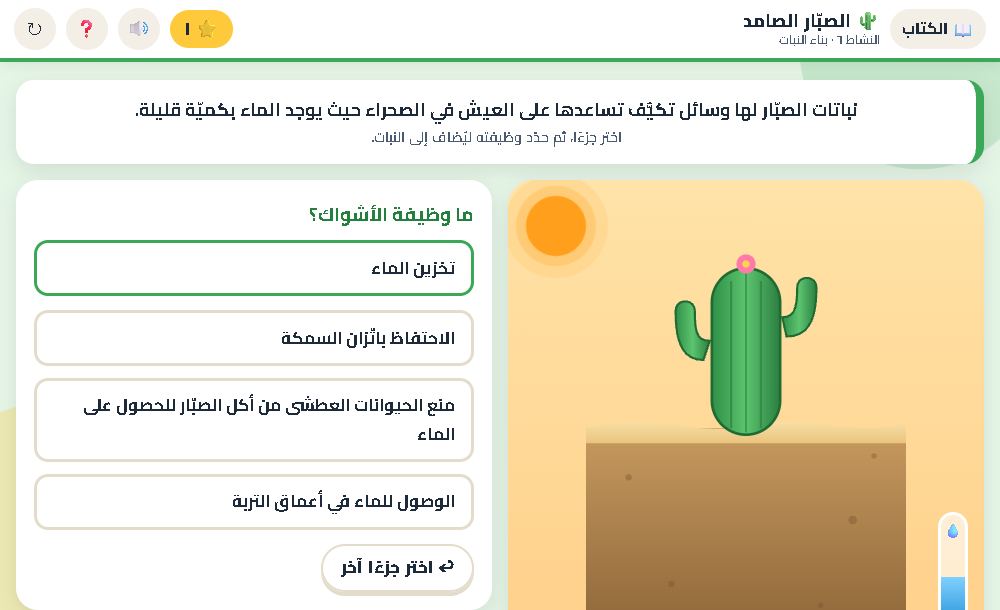 📖 الكتاب
🌵 الصبّار الصامد
النشاط ٦ · بناء النبات
⭐ ١
نباتات الصبّار لها وسائل تكيُّف تساعدها على العيش في الصحراء حيث يوجد الماء بكميّة قليلة.
اختر جزءًا، ثم حدّد وظيفته ليُضاف إلى النبات.
ما وظيفة الأشواك؟
تخزين الماء
الاحتفاظ باتّزان السمكة
منع الحيوانات العطشى من أكل الصبّار للحصول على
الماء
الوصول للماء في أعماق التربة
↩ اختر جزءًا آخر